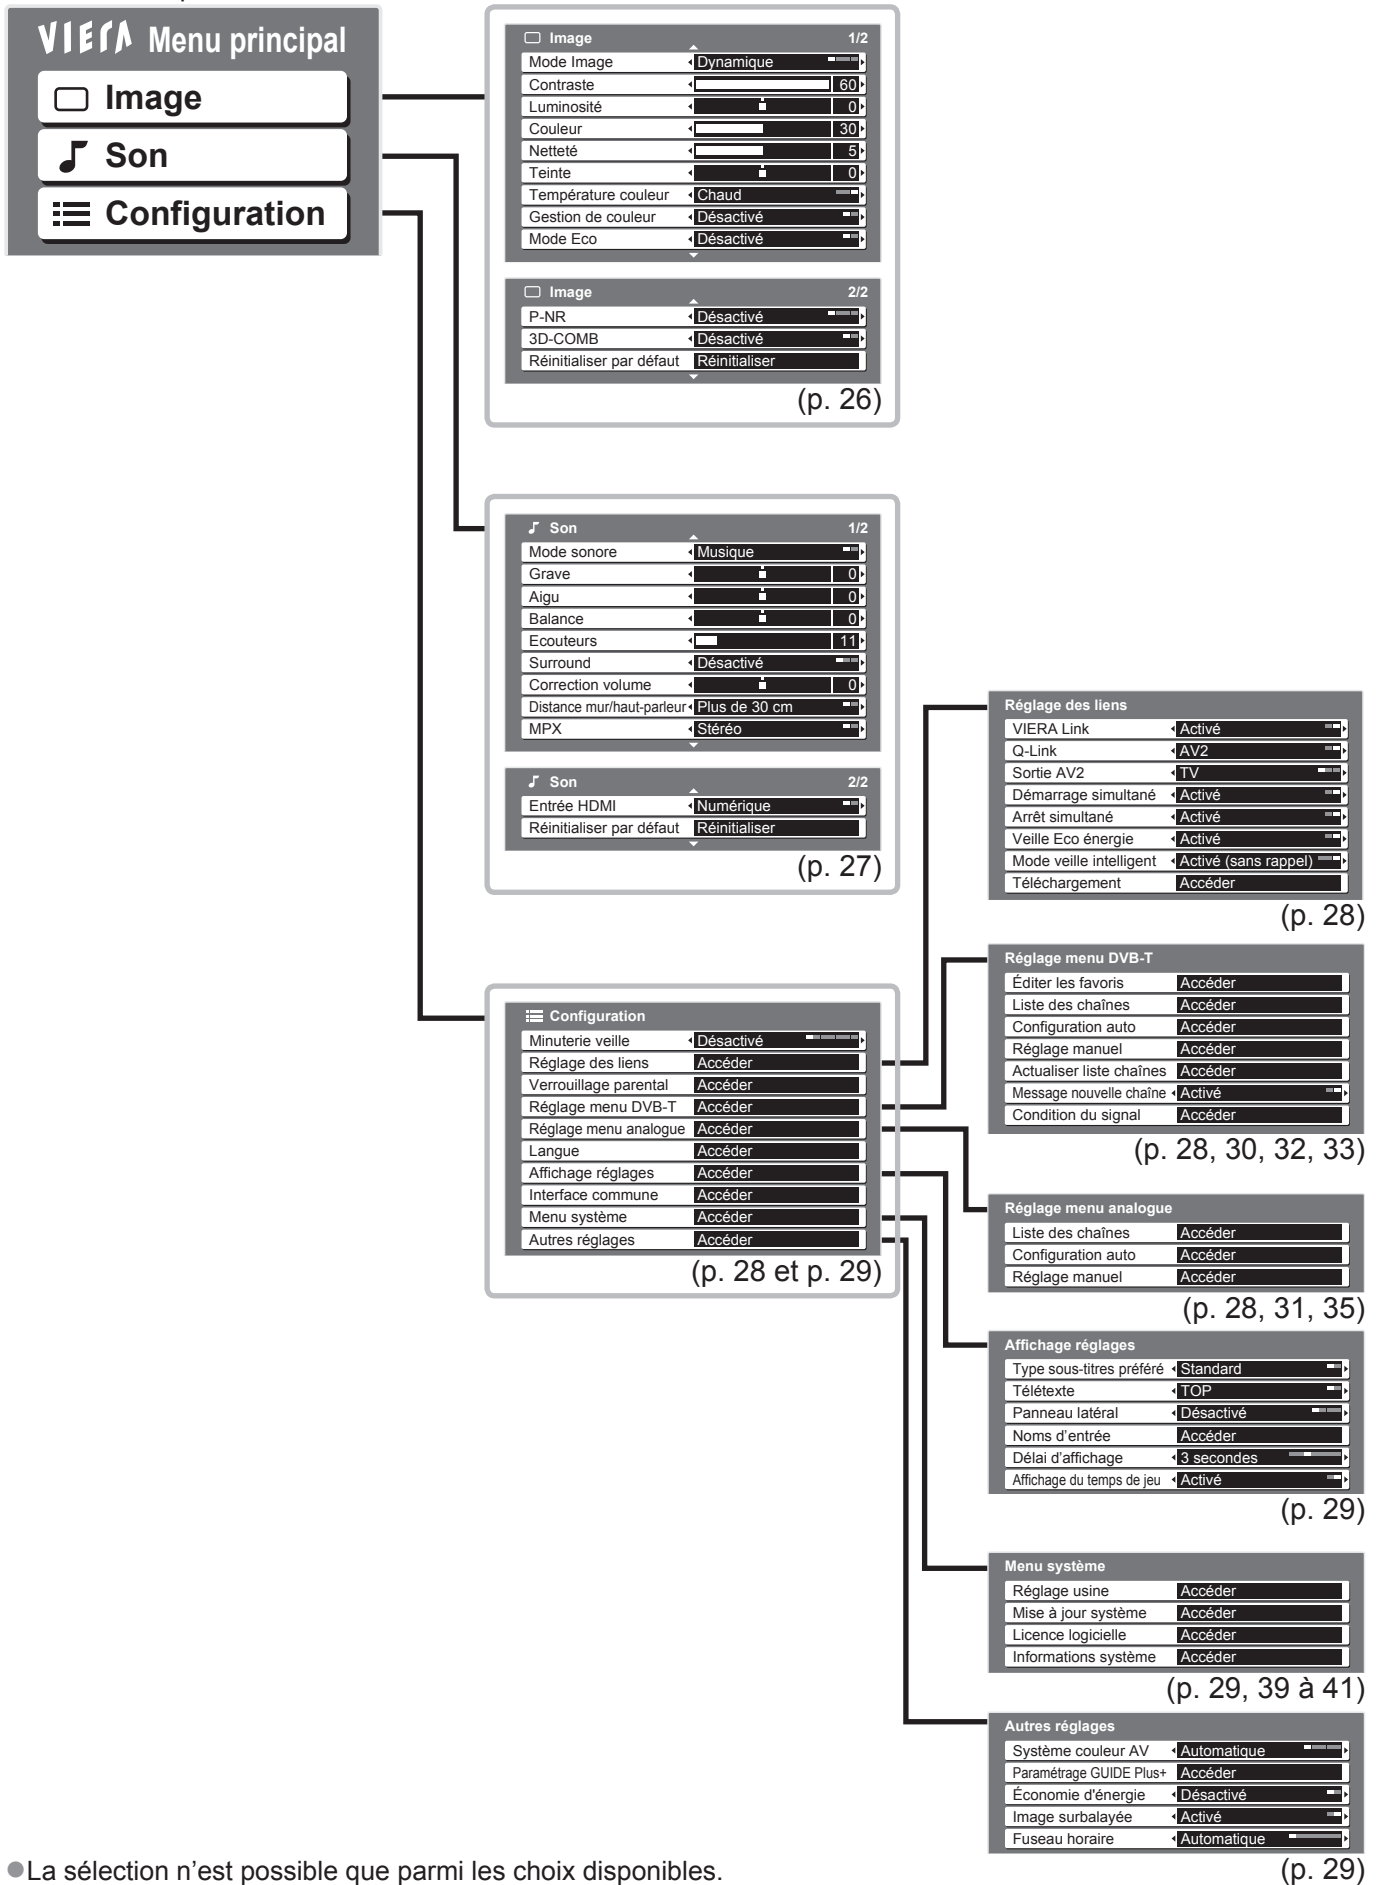 VIERA Menu principal
Image
Son
Configuration
Image 1/2
Mode Image Dynamique
Contraste 60
Luminosité 0
Couleur 30
Netteté 5
Teinte 0
Température couleur Chaud
Gestion de couleur Désactivé
Mode Eco Désactivé
Image 2/2
P-NR Désactivé
3D-COMB Désactivé
Réinitialiser par défaut Réinitialiser
(p. 26)
Son 1/2
Mode sonore Musique
Grave 0
Aigu 0
Balance 0
Ecouteurs 11
Surround Désactivé
Correction volume 0
Distance mur/haut-parleur Plus de 30 cm
MPX Stéréo
Son 2/2
Entrée HDMI Numérique
Réinitialiser par défaut Réinitialiser
(p. 27)
Configuration
Minuterie veille Désactivé
Réglage des liens Accéder
Verrouillage parental Accéder
Réglage menu DVB-T Accéder
Réglage menu analogue Accéder
Langue Accéder
Affichage réglages Accéder
Interface commune Accéder
Menu système Accéder
Autres réglages Accéder
(p. 28 et p. 29)
Réglage des liens
VIERA Link Activé
Q-Link AV2
Sortie AV2 TV
Démarrage simultané Activé
Arrêt simultané Activé
Veille Eco énergie Activé
Mode veille intelligent Activé (sans rappel)
Téléchargement Accéder
(p. 28)
Réglage menu DVB-T
Éditer les favoris Accéder
Liste des chaînes Accéder
Configuration auto Accéder
Réglage manuel Accéder
Actualiser liste chaînes Accéder
Message nouvelle chaîne Activé
Condition du signal Accéder
(p. 28, 30, 32, 33)
Réglage menu analogue
Liste des chaînes Accéder
Configuration auto Accéder
Réglage manuel Accéder
(p. 28, 31, 35)
Affichage réglages
Type sous-titres préféré Standard
Télétexte TOP
Panneau latéral Désactivé
Noms d'entrée Accéder
Délai d'affichage 3 secondes
Affichage du temps de jeu Activé
(p. 29)
Menu système
Réglage usine Accéder
Mise à jour système Accéder
Licence logicielle Accéder
Informations système Accéder
(p. 29, 39 à 41)
Autres réglages
Système couleur AV Automatique
Paramétrage GUIDE Plus+ Accéder
Économie d'énergie Désactivé
Image surbalayée Activé
Fuseau horaire Automatique
(p. 29)
●La sélection n'est possible que parmi les choix disponibles.